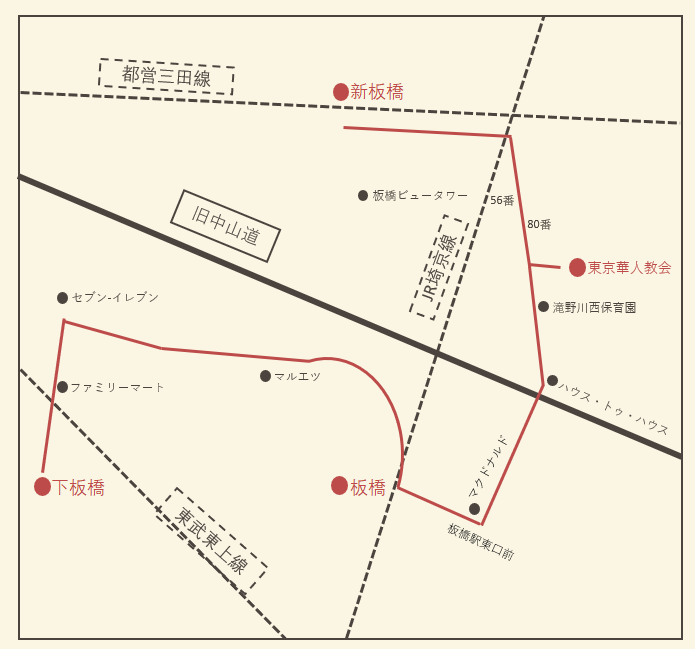 都営三田線
新板橋
板橋ビュータワー
56番
旧中山道
80番
JR埼京線
東京華人教会
セブン-イレブン
滝野川西保育園
マルエツ
ファミリーマート
ハウス・トゥ・ハウス
マクドナルド
下板橋
板橋
東武東上線
板橋駅東口前